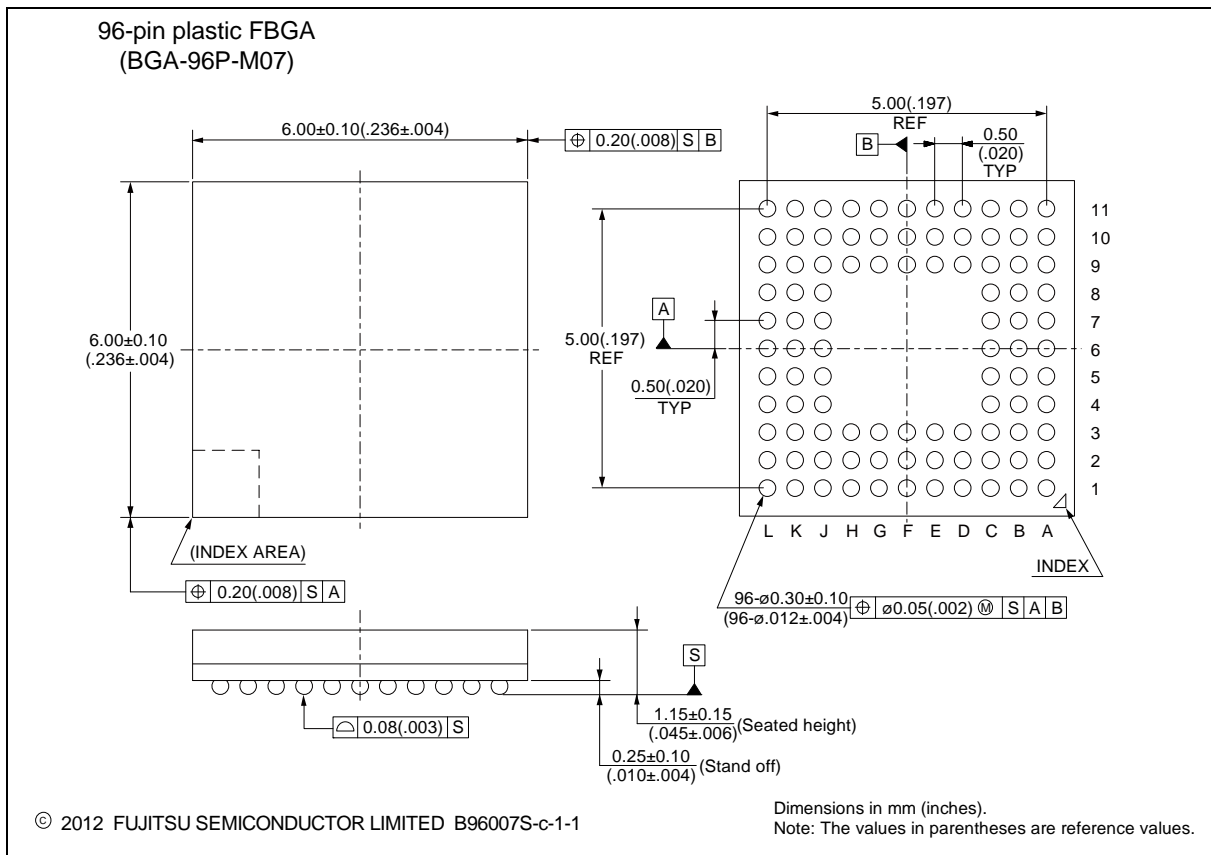 96-pin plastic FBGA
(BGA-96P-M07)
6.00±0.10(.236±.004)
⌖ 0.20(.008) S B
6.00±0.10
(.236±.004)
(INDEX AREA)
⌖ 0.20(.008) S A
5.00(.197)
REF
B
0.50
(.020)
TYP
5.00(.197)
REF
A
0.50(.020)
TYP
11
10
9
8
7
6
5
4
3
2
1
L K J H G F E D C B A
INDEX
96-ø0.30±0.10
(96-ø.012±.004)
⌖ ø0.05(.002) Ⓜ S A B
S
⌓ 0.08(.003) S
1.15±0.15
(.045±.006)
(Seated height)
0.25±0.10
(.010±.004)
(Stand off)
© 2012 FUJITSU SEMICONDUCTOR LIMITED B96007S-c-1-1
Dimensions in mm (inches).
Note: The values in parentheses are reference values.